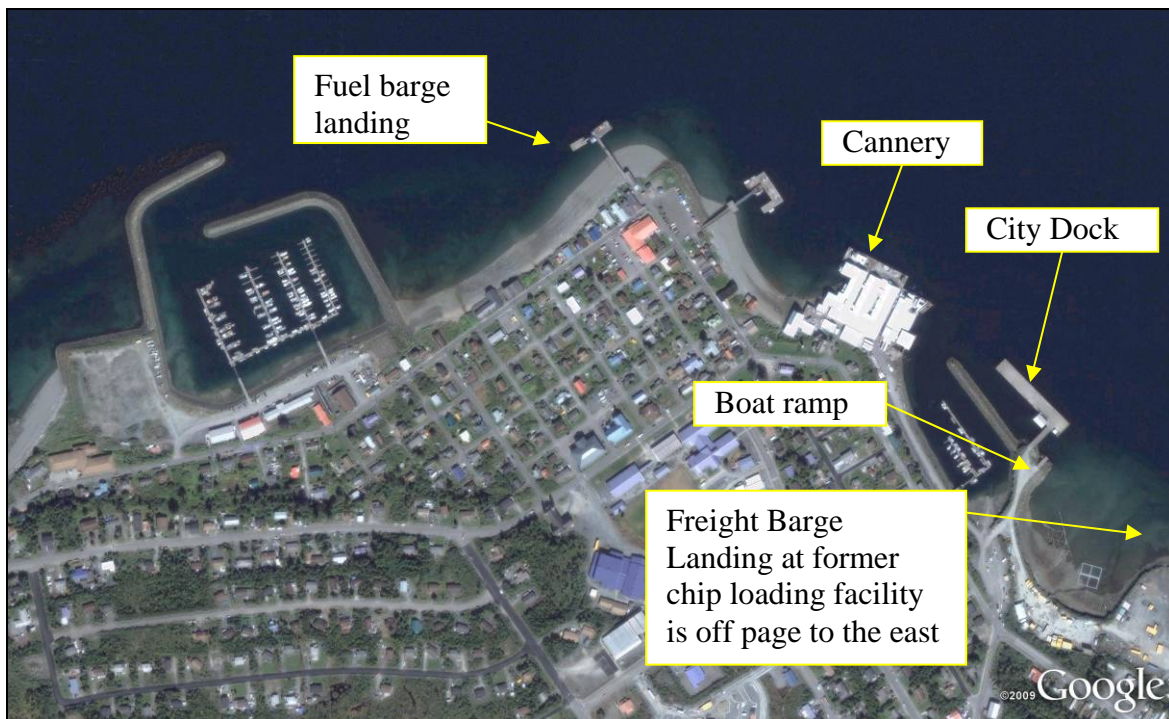 Fuel barge
landing
Cannery
City Dock
Boat ramp
Freight Barge
Landing at former
chip loading facility
is off page to the east
©2009 Google